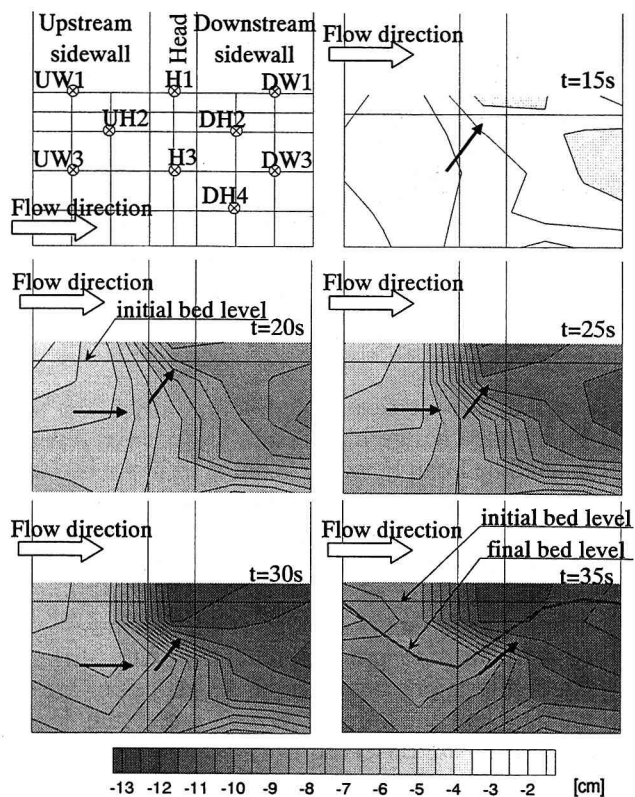 Upstream
sidewall
Head
Downstream
sidewall
UW1
H1
DW1
UH2
DH2
UW3
H3
DW3
DH4
Flow direction
Flow direction
t=15s
Flow direction
initial bed level
t=20s
Flow direction
t=25s
Flow direction
t=30s
Flow direction
initial bed level
final bed level
t=35s
-13 -12 -11 -10 -9 -8 -7 -6 -5 -4 -3 -2 [cm]